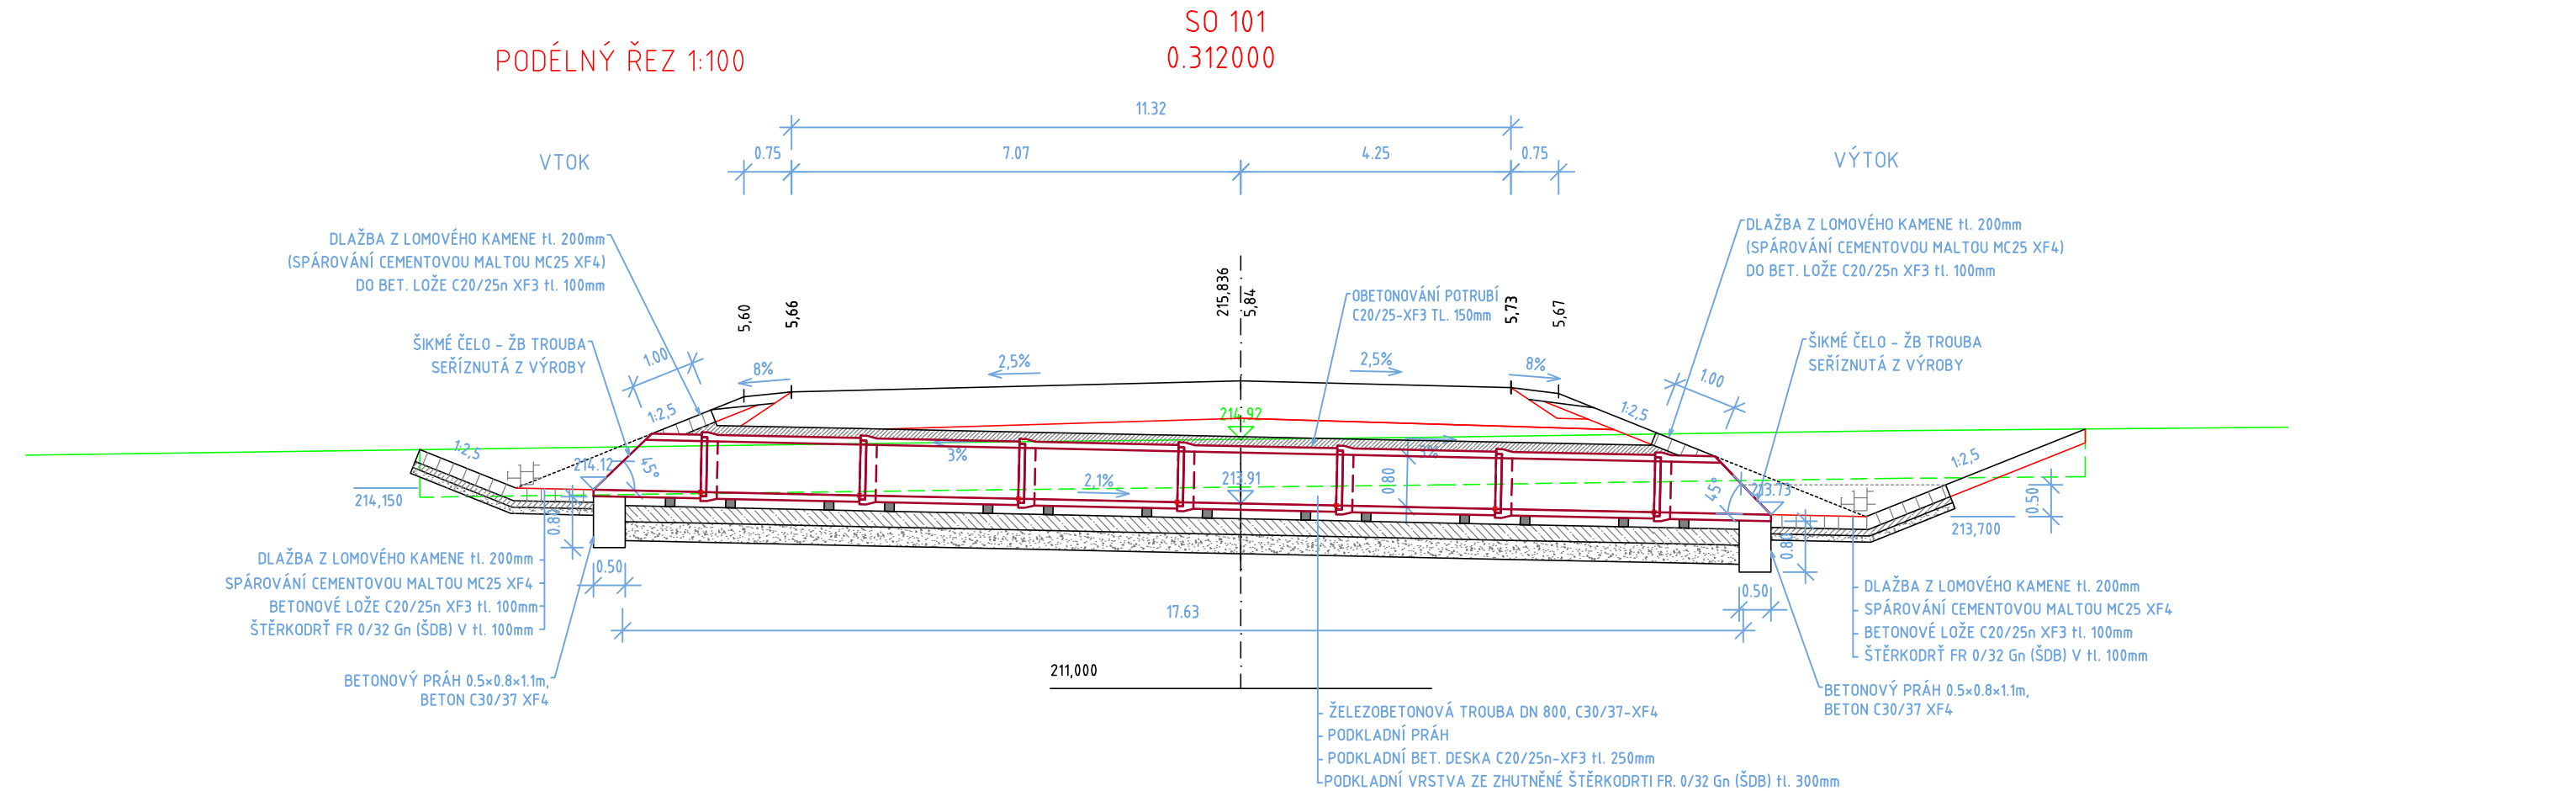 SO 101
0.312000
PODÉLNÝ ŘEZ 1:100
11.32
0.75
7.07
4.25
0.75
VTOK
VÝTOK
DLAŽBA Z LOMOVÉHO KAMENE tl. 200mm
(SPÁROVÁNÍ CEMENTOVOU MALTOU MC25 XF4)
DO BET. LOŽE C20/25n XF3 tl. 100mm
DLAŽBA Z LOMOVÉHO KAMENE tl. 200mm
(SPÁROVÁNÍ CEMENTOVOU MALTOU MC25 XF4)
DO BET. LOŽE C20/25n XF3 tl. 100mm
5,60
5,66
215,836
5,84
OBETONOVÁNÍ POTRUBÍ
C20/25-XF3 TL. 150mm
5,73
5,67
ŠIKMÉ ČELO - ŽB TROUBA
SEŘÍZNUTÁ Z VÝROBY
ŠIKMÉ ČELO - ŽB TROUBA
SEŘÍZNUTÁ Z VÝROBY
1.00
8%
2,5%
2,5%
8%
1.00
1:2,5
214.92
1:2,5
1:2,5
214.12
45°
3%
3%
2,1%
213.91
0.80
45°
213.73
1:2,5
0.50
214,150
213,700
0.80
0.80
DLAŽBA Z LOMOVÉHO KAMENE tl. 200mm
SPÁROVÁNÍ CEMENTOVOU MALTOU MC25 XF4
BETONOVÉ LOŽE C20/25n XF3 tl. 100mm
ŠTĚRKODRŤ FR 0/32 Gn (ŠDB) V tl. 100mm
0.50
17.63
0.50
DLAŽBA Z LOMOVÉHO KAMENE tl. 200mm
SPÁROVÁNÍ CEMENTOVOU MALTOU MC25 XF4
BETONOVÉ LOŽE C20/25n XF3 tl. 100mm
ŠTĚRKODRŤ FR 0/32 Gn (ŠDB) V tl. 100mm
BETONOVÝ PRÁH 0.5×0.8×1.1m,
BETON C30/37 XF4
211,000
BETONOVÝ PRÁH 0.5×0.8×1.1m,
BETON C30/37 XF4
ŽELEZOBETONOVÁ TROUBA DN 800, C30/37-XF4
PODKLADNÍ PRÁH
PODKLADNÍ BET. DESKA C20/25n-XF3 tl. 250mm
PODKLADNÍ VRSTVA ZE ZHUTNĚNÉ ŠTĚRKODRTI FR. 0/32 Gn (ŠDB) tl. 300mm